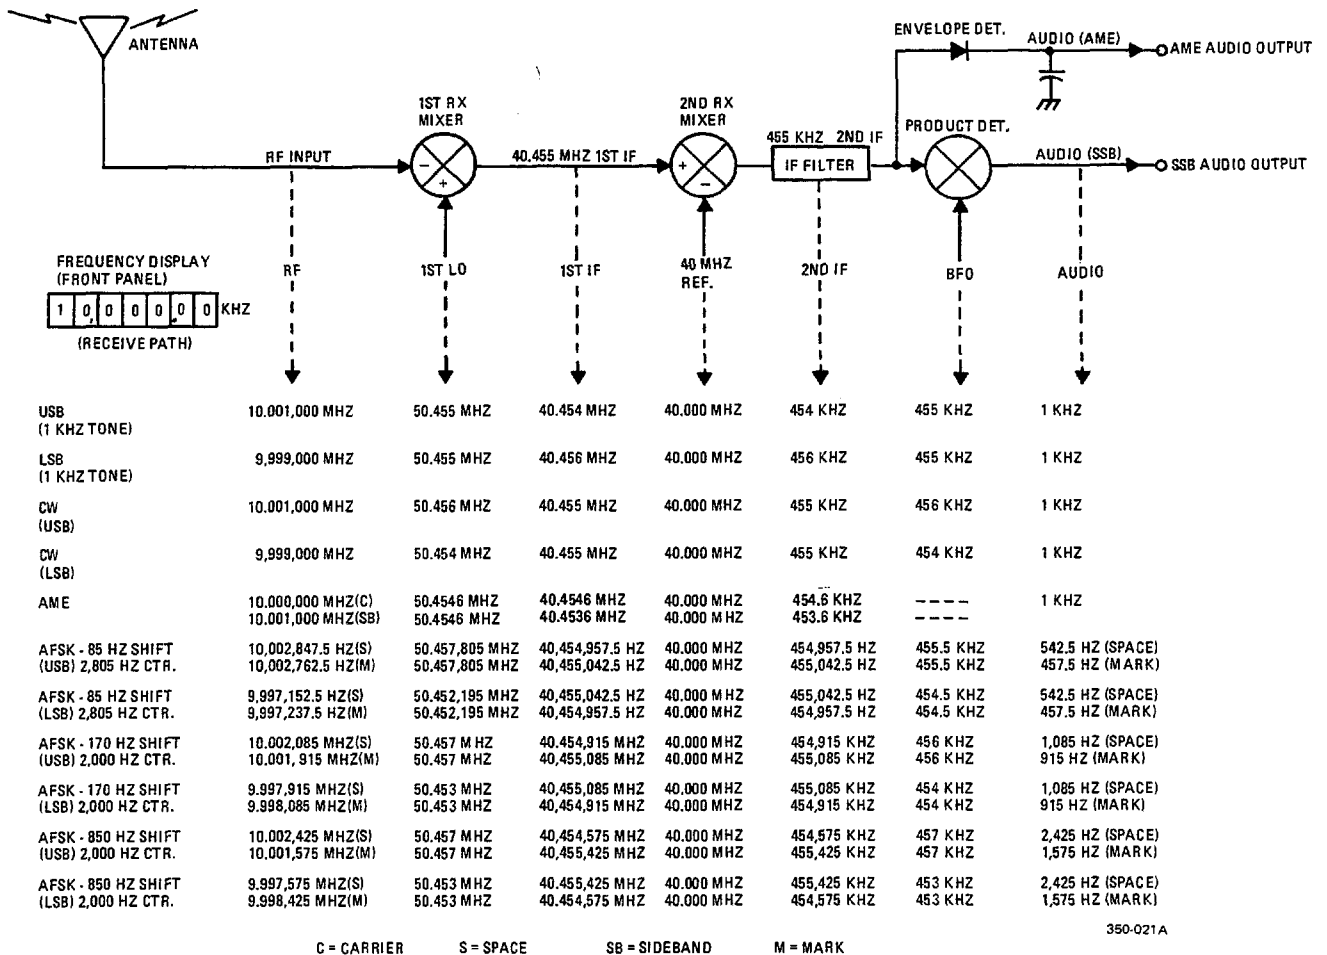 ANTENNA
ENVELOPE DET.
AUDIO (AME)
AME AUDIO OUTPUT
1ST RX
MIXER
2ND RX
MIXER
455 KHZ 2ND IF
PRODUCT DET.
RF INPUT
40.455 MHZ 1ST IF
IF FILTER
AUDIO (SSB)
SSB AUDIO OUTPUT
- +
+ -
FREQUENCY DISPLAY
(FRONT PANEL)
1 0, 0 0 0. 0 0 KHZ
(RECEIVE PATH)
RF
1ST LO
1ST IF
40 MHZ
REF.
2ND IF
BFO
AUDIO
USB 10.001,000 MHZ 50.455 MHZ 40.454 MHZ 40.000 MHZ 454 KHZ 455 KHZ 1 KHZ
(1 KHZ TONE)
LSB 9,999,000 MHZ 50.455 MHZ 40.456 MHZ 40.000 MHZ 456 KHZ 455 KHZ 1 KHZ
(1 KHZ TONE)
CW 10.001,000 MHZ 50.456 MHZ 40.455 MHZ 40.000 MHZ 455 KHZ 456 KHZ 1 KHZ
(USB)
CW 9,999,000 MHZ 50.454 MHZ 40.455 MHZ 40.000 MHZ 455 KHZ 454 KHZ 1 KHZ
(LSB)
AME 10.000,000 MHZ(C) 50.4546 MHZ 40.4546 MHZ 40.000 MHZ 454.6 KHZ ---- 1 KHZ
10.001,000 MHZ(SB) 50.4546 MHZ 40.4536 MHZ 40.000 MHZ 453.6 KHZ ----
AFSK - 85 HZ SHIFT 10,002,847.5 HZ(S) 50.457,805 MHZ 40,454,957.5 HZ 40.000 MHZ 454,957.5 HZ 455.5 KHZ 542.5 HZ (SPACE)
(USB) 2,805 HZ CTR. 10,002,762.5 HZ(M) 50.457,805 MHZ 40,455,042.5 HZ 40.000 MHZ 455,042.5 HZ 455.5 KHZ 457.5 HZ (MARK)
AFSK - 85 HZ SHIFT 9,997,152.5 HZ(S) 50.452,195 MHZ 40,455,042.5 HZ 40.000 MHZ 455,042.5 HZ 454.5 KHZ 542.5 HZ (SPACE)
(LSB) 2,805 HZ CTR. 9,997,237.5 HZ(M) 50.452,195 MHZ 40,454,957.5 HZ 40.000 MHZ 454,957.5 HZ 454.5 KHZ 457.5 HZ (MARK)
AFSK - 170 HZ SHIFT 10.002,085 MHZ(S) 50.457 MHZ 40.454,915 MHZ 40.000 MHZ 454,915 KHZ 456 KHZ 1,085 HZ (SPACE)
(USB) 2,000 HZ CTR. 10.001, 915 MHZ(M) 50.457 MHZ 40,455,085 MHZ 40.000 MHZ 455,085 KHZ 456 KHZ 915 HZ (MARK)
AFSK - 170 HZ SHIFT 9.997,915 MHZ(S) 50.453 MHZ 40,455,085 MHZ 40.000 MHZ 455,085 KHZ 454 KHZ 1,085 HZ (SPACE)
(LSB) 2,000 HZ CTR. 9.998,085 MHZ(M) 50.453 MHZ 40,454,915 MHZ 40.000 MHZ 454,915 KHZ 454 KHZ 915 HZ (MARK)
AFSK - 850 HZ SHIFT 10.002,425 MHZ(S) 50.457 MHZ 40,454,575 MHZ 40.000 MHZ 454,575 KHZ 457 KHZ 2,425 HZ (SPACE)
(USB) 2,000 HZ CTR. 10.001,575 MHZ(M) 50.457 MHZ 40,455,425 MHZ 40.000 MHZ 455,425 KHZ 457 KHZ 1,575 HZ (MARK)
AFSK - 850 HZ SHIFT 9.997,575 MHZ(S) 50.453 MHZ 40.455,425 MHZ 40.000 MHZ 455,425 KHZ 453 KHZ 2,425 HZ (SPACE)
(LSB) 2,000 HZ CTR. 9.998,425 MHZ(M) 50.453 MHZ 40.454,575 MHZ 40.000 MHZ 454,575 KHZ 453 KHZ 1,575 HZ (MARK)
350-021A
C = CARRIER S = SPACE SB = SIDEBAND M = MARK